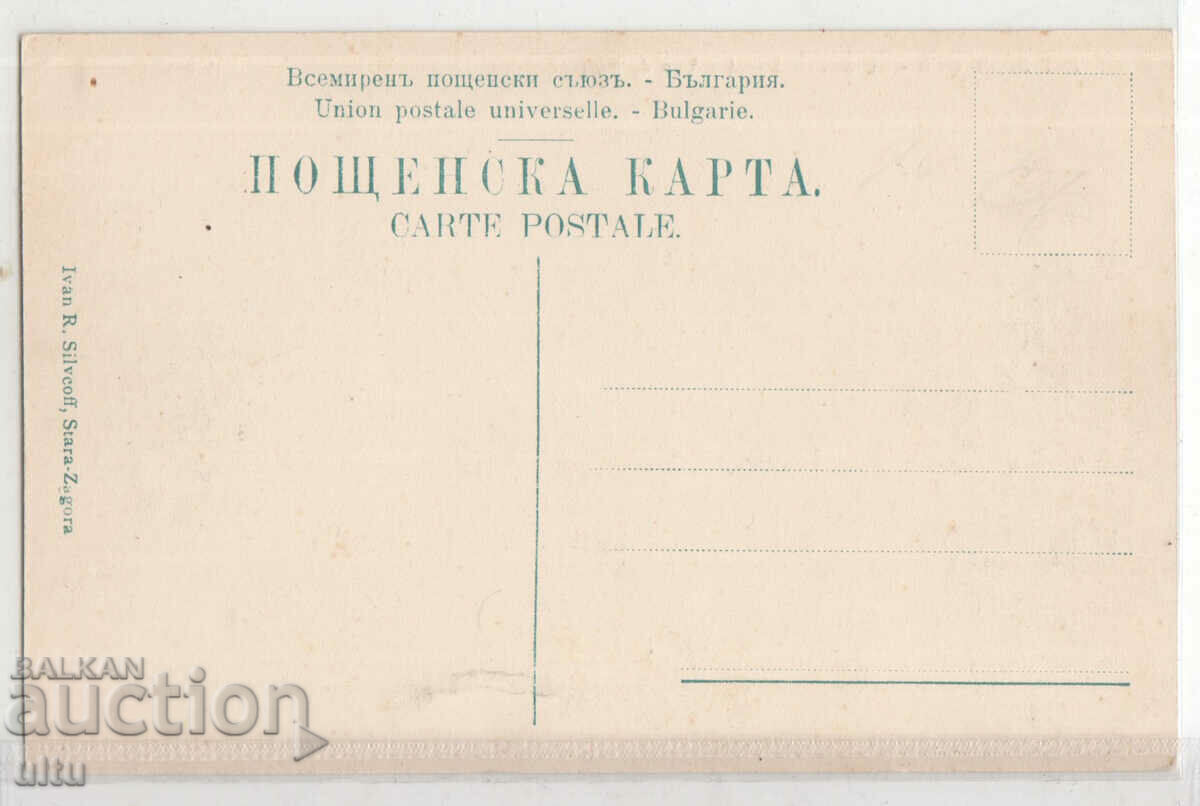 Всемиренъ пощенски съюзъ. - България.
Union postale universelle. - Bulgarie.
ПОЩЕНСКА КАРТА.
CARTE POSTALE.
Ivan R. Silvcoff, Stara-Zagora
BALKAN
auction
ultu